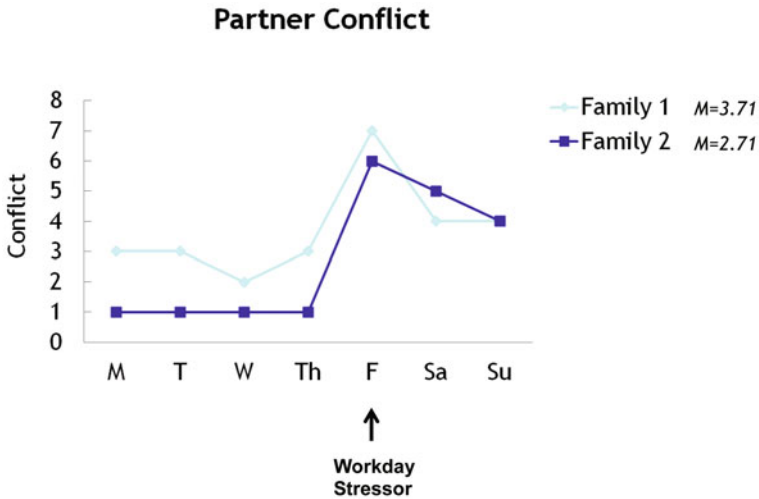 Partner Conflict
8
7
6
5
4
3
2
1
0
Conflict
M T W Th F Sa Su
Workday
Stressor
Family 1 M=3.71
Family 2 M=2.71